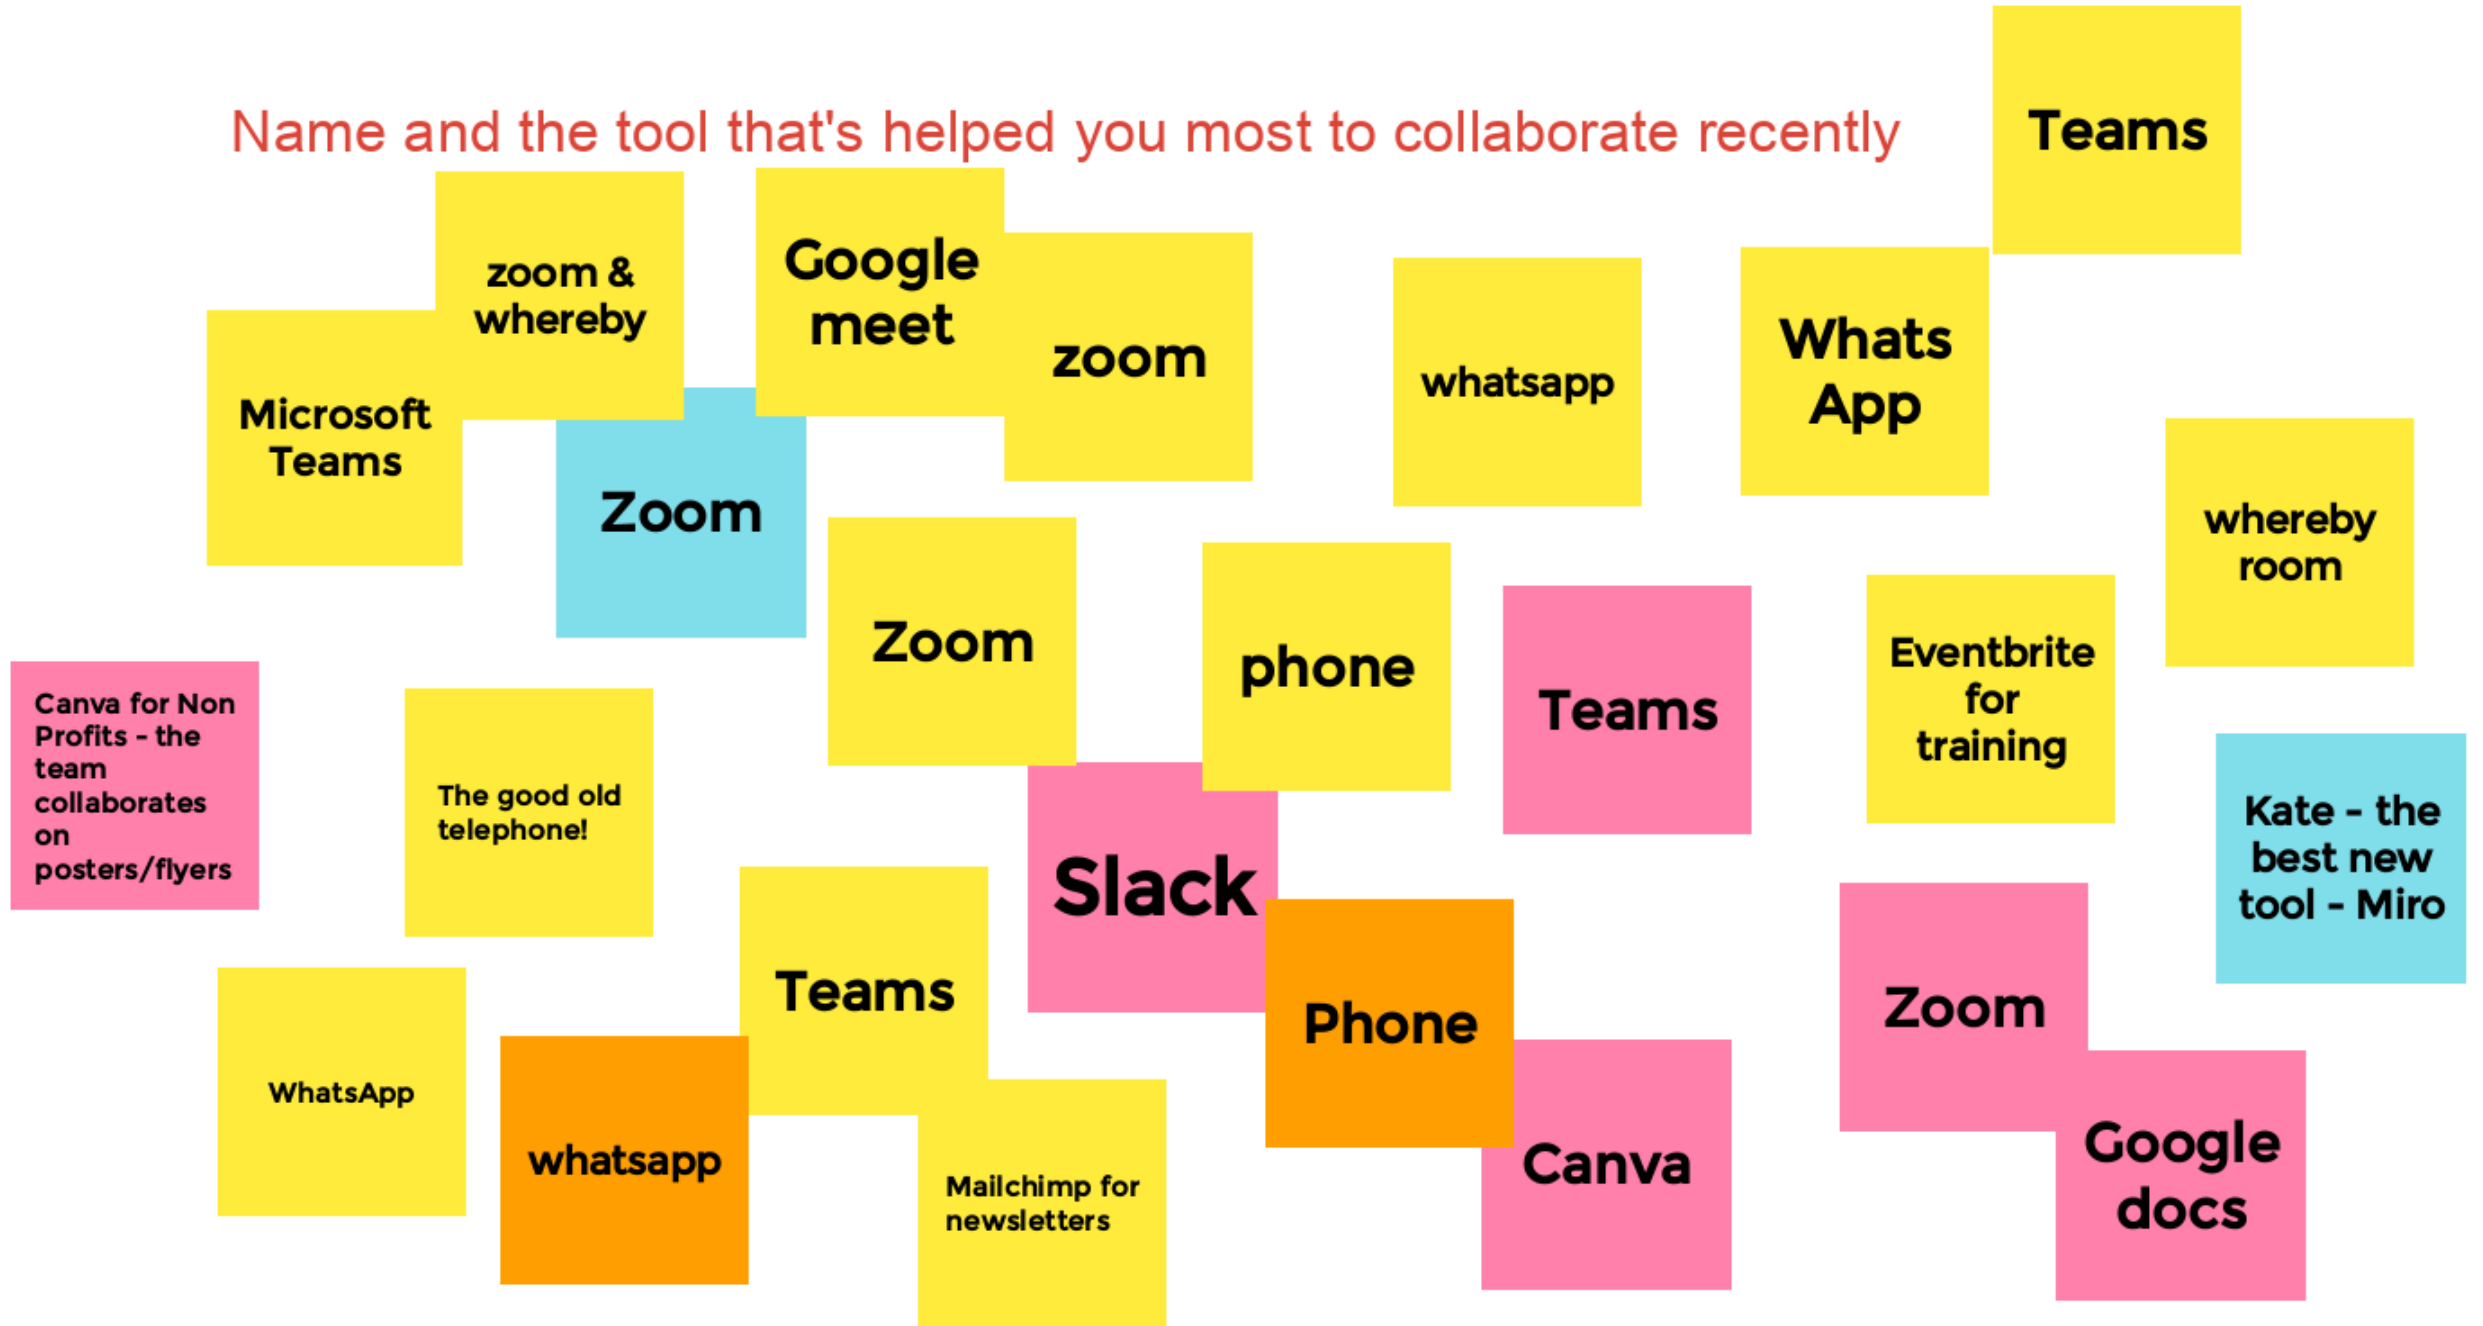 Name and the tool that's helped you most to collaborate recently
Teams
zoom &
whereby
Google
meet
zoom
whatsapp
Whats
App
Microsoft
Teams
Zoom
whereby
room
Zoom
phone
Teams
Eventbrite
for
training
Canva for Non
Profits - the
team
collaborates
on
posters/flyers
The good old
telephone!
Slack
Kate - the
best new
tool - Miro
Teams
Phone
Zoom
WhatsApp
whatsapp
Mailchimp for
newsletters
Canva
Google
docs